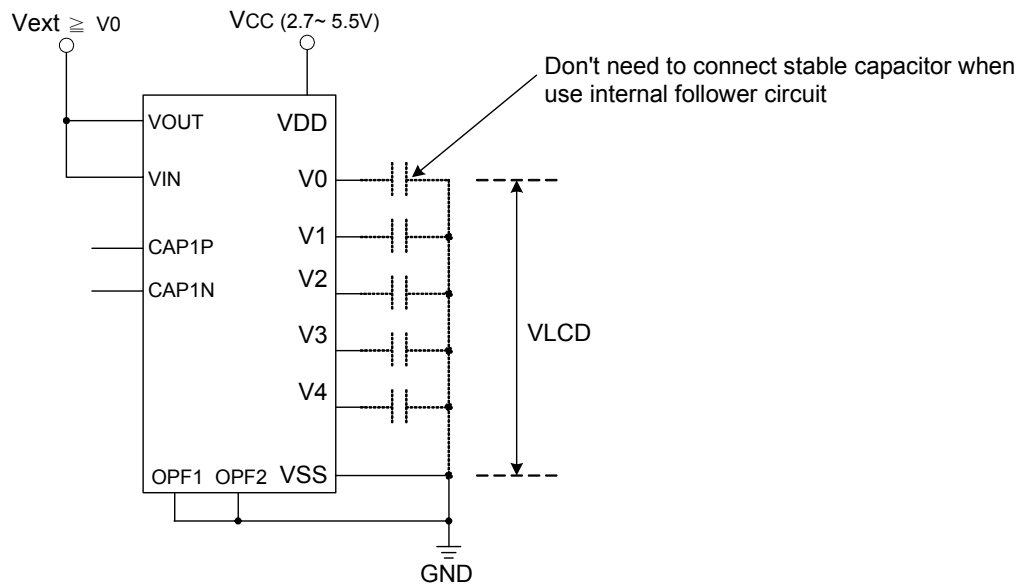 Vext ≧ V0
VCC (2.7~ 5.5V)
Don't need to connect stable capacitor when
use internal follower circuit
VOUT
VDD
VIN
V0
V1
CAP1P
V2
CAP1N
V3
VLCD
V4
OPF1
OPF2
VSS
GND